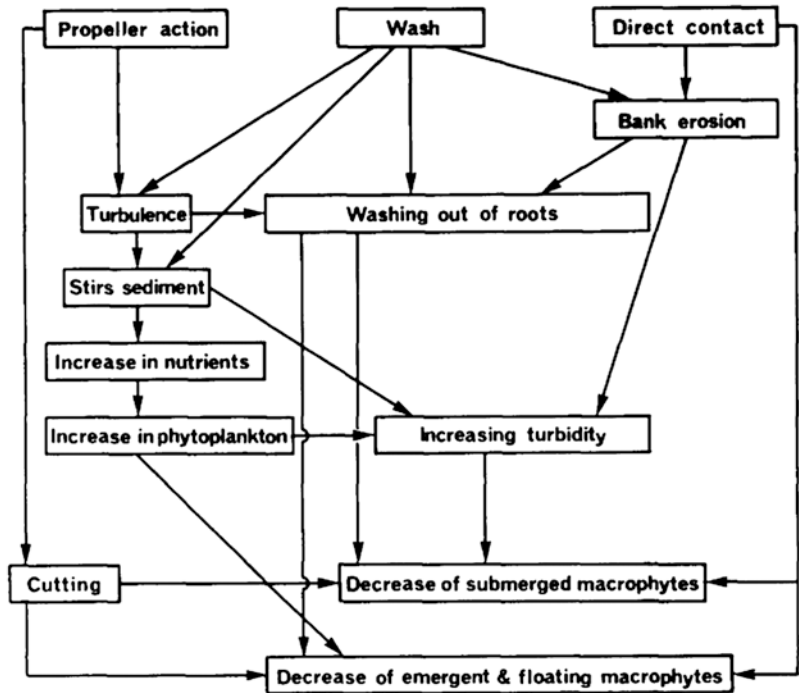 Propeller action
Wash
Direct contact
Bank erosion
Turbulence
Washing out of roots
Stirs sediment
Increase in nutrients
Increase in phytoplankton
Increasing turbidity
Cutting
Decrease of submerged macrophytes
Decrease of emergent & floating macrophytes